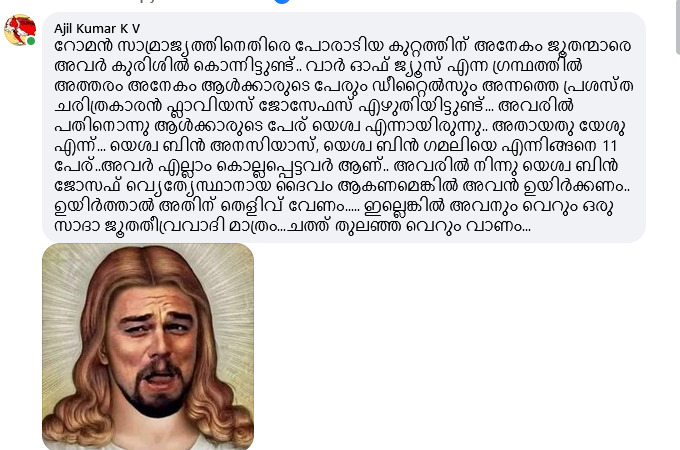 Ajil Kumar K V
റോമൻ സാമ്രാജ്യത്തിനെതിരെ പോരാടിയ കുറ്റത്തിന് അനേകം ജൂതന്മാരെ
അവർ കുരിശിൽ കൊന്നിട്ടുണ്ട്.. വാർ ഓഫ് ജ്യൂസ് എന്ന ഗ്രന്ഥത്തിൽ
അത്തരം അനേകം ആൾക്കാരുടെ പേരും ഡീറ്റൈൽസും അന്നത്തെ പ്രശസ്ത
ചരിത്രകാരൻ ഫ്ലാവിയസ് ജോസേഫസ് എഴുതിയിട്ടുണ്ട്... അവരിൽ
പതിനൊന്നു ആൾക്കാരുടെ പേര് യെശ്വ എന്നായിരുന്നു.. അതായതു യേശു
എന്ന്... യെശ്വ ബിൻ അനസിയാസ്, യെശ്വ ബിൻ ഗമലിയെ എന്നിങ്ങനെ 11
പേര്..അവർ എല്ലാം കൊല്ലപ്പെട്ടവർ ആണ്.. അവരിൽ നിന്നു യെശ്വ ബിൻ
ജോസഫ് വ്യെത്യേസ്ഥാനായ ദൈവം ആകണമെങ്കിൽ അവൻ ഉയിർക്കണം..
ഉയിർത്താൽ അതിന് തെളിവ് വേണം..... ഇല്ലെങ്കിൽ അവനും വെറും ഒരു
സാദാ ജൂതതീവ്രവാദി മാത്രം...ചത്ത് തുലഞ്ഞ വെറും വാണം...